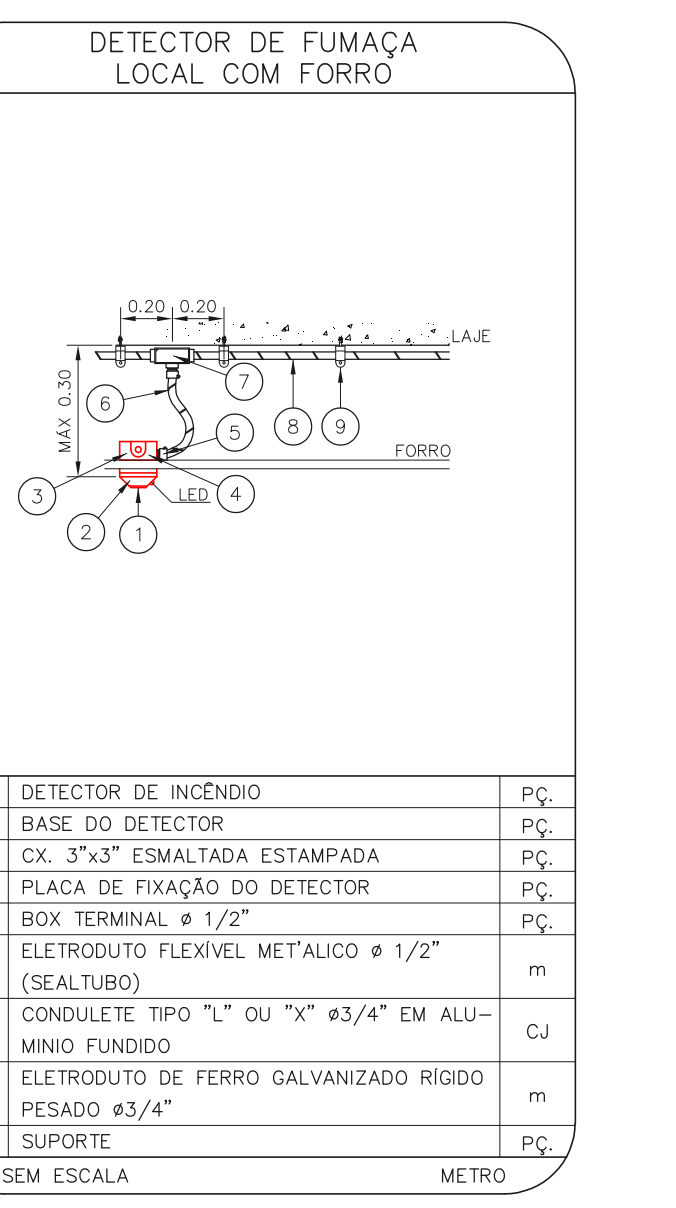 DETECTOR DE FUMAÇA
LOCAL COM FORRO
0.20 0.20
LAJE
MÁX 0.30
7
6
5
8
9
FORRO
3
LED
4
2
1
DETECTOR DE INCÊNDIO PÇ.
BASE DO DETECTOR PÇ.
CX. 3"x3" ESMALTADA ESTAMPADA PÇ.
PLACA DE FIXAÇÃO DO DETECTOR PÇ.
BOX TERMINAL ø 1/2" PÇ.
ELETRODUTO FLEXÍVEL MET'ALICO ø 1/2"
(SEALTUBO) m
CONDULETE TIPO "L" OU "X" ø3/4" EM ALU-
MINIO FUNDIDO CJ
ELETRODUTO DE FERRO GALVANIZADO RÍGIDO
PESADO ø3/4" m
SUPORTE PÇ.
SEM ESCALA METRO